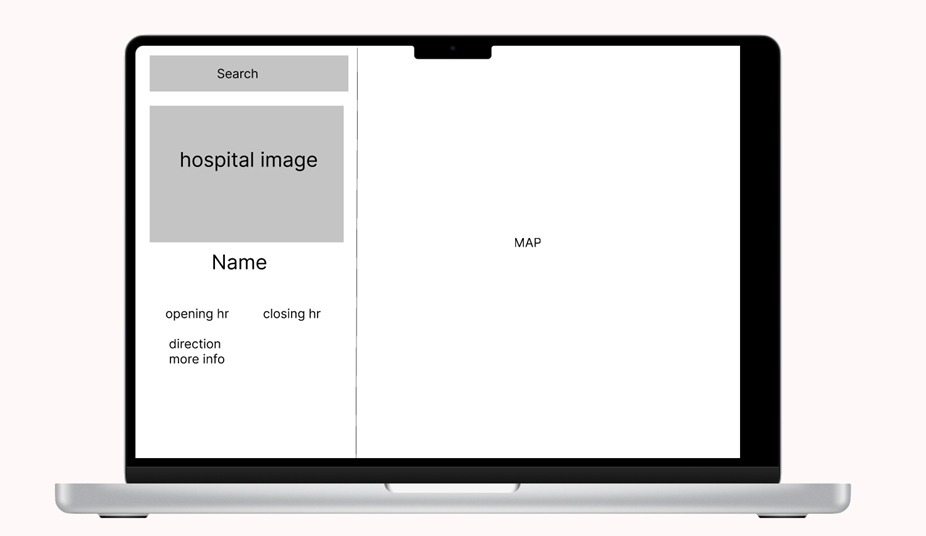 Search
hospital image
Name
opening hr closing hr
direction
more info
MAP